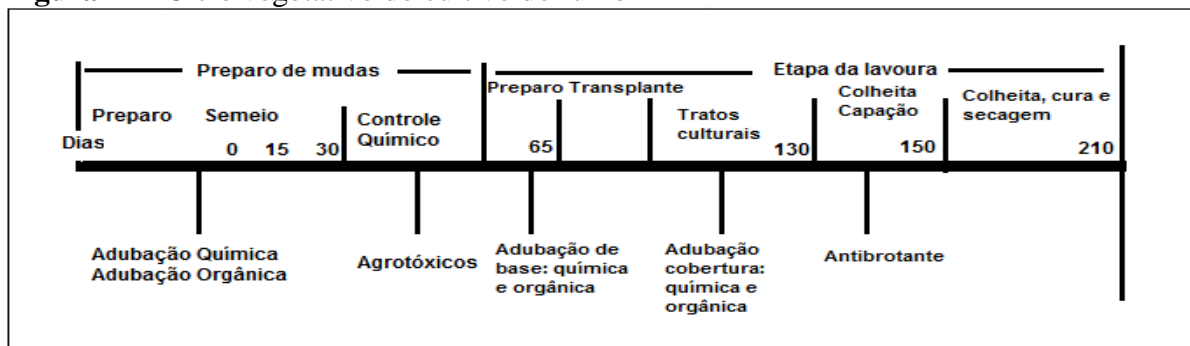 Preparo de mudas
Etapa da lavoura
Preparo Transplante
Colheita
Capação
Colheita, cura e
secagem
Preparo
Semeio
Controle
Químico
Tratos
culturais
Dias
0 15 30 65 130 150 210
Adubação Química
Adubação Orgânica
Agrotóxicos
Adubação de
base: química
e orgânica
Adubação
cobertura:
química e
orgânica
Antibrotante